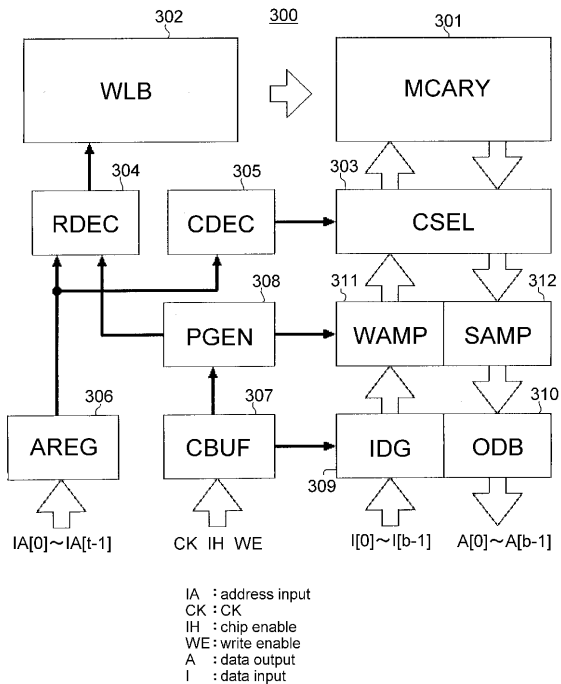 302
300
301
WLB
MCARY
304
305
303
RDEC
CDEC
CSEL
308
311
312
PGEN
WAMP
SAMP
306
307
310
AREG
CBUF
IDG
ODB
309
IA[0]～IA[t-1]
CK IH WE
I[0]～I[b-1]
A[0]～A[b-1]
IA : address input
CK : CK
IH : chip enable
WE : write enable
A : data output
I : data input